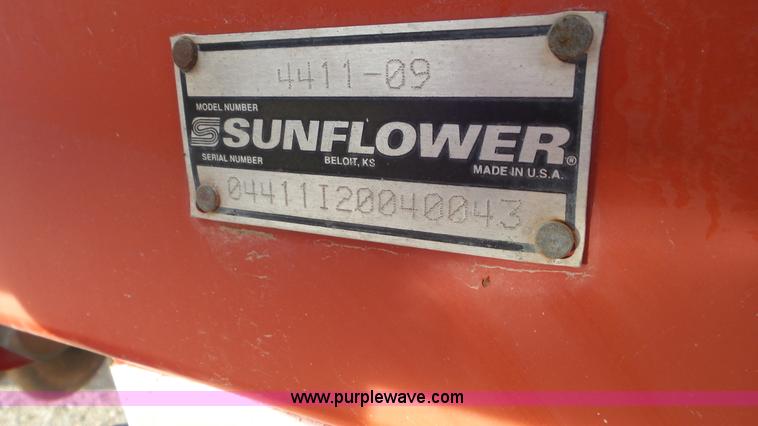 4411-09
MODEL NUMBER
SUNFLOWER®
SERIAL NUMBER BELOIT, KS MADE IN U.S.A.
04411I20040043
www.purplewave.com